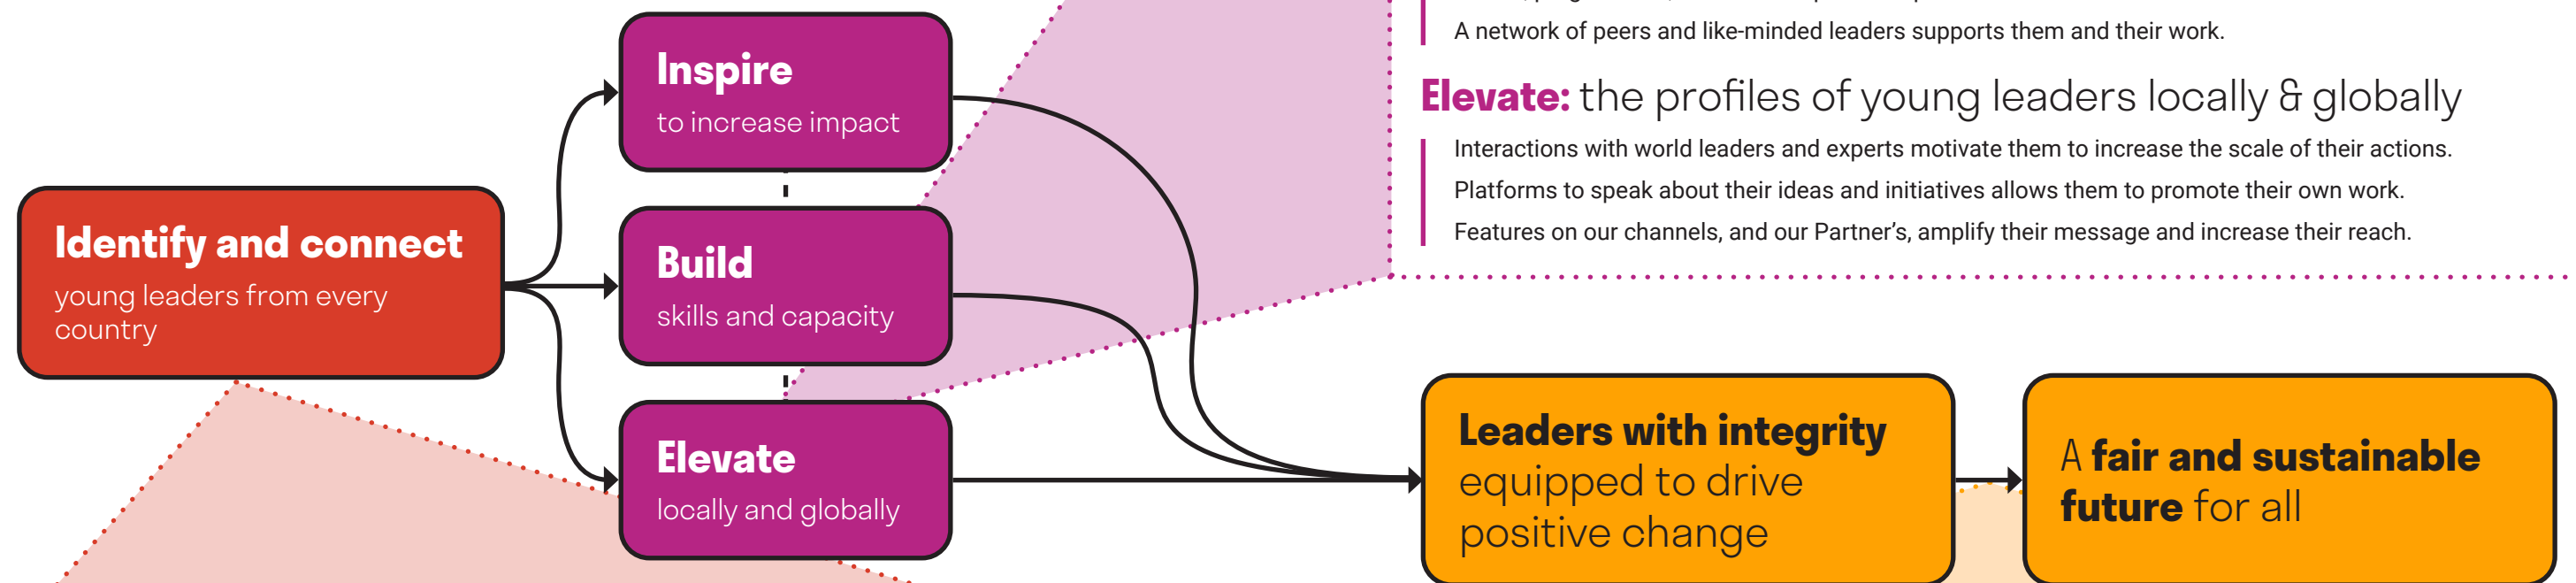 Inspire
to increase impact
Identify and connect
young leaders from every
country
Build
skills and capacity
Elevate
locally and globally
A network of peers and like-minded leaders supports them and their work.
Elevate: the profiles of young leaders locally & globally
Interactions with world leaders and experts motivate them to increase the scale of their actions.
Platforms to speak about their ideas and initiatives allows them to promote their own work.
Features on our channels, and our Partner’s, amplify their message and increase their reach.
Leaders with integrity
equipped to drive
positive change
A fair and sustainable
future for all